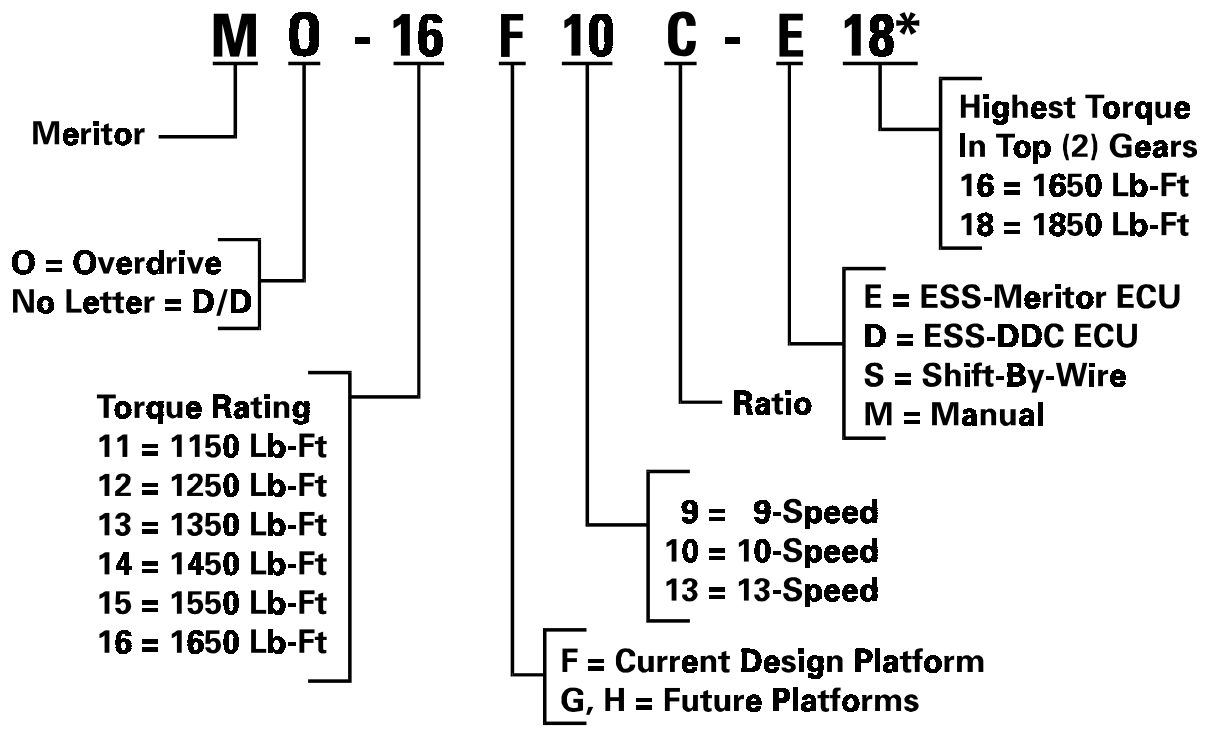 M O - 16 F 10 C - E 18*
Meritor
Highest Torque
In Top (2) Gears
16 = 1650 Lb-Ft
18 = 1850 Lb-Ft
O = Overdrive
No Letter = D/D
E = ESS-Meritor ECU
D = ESS-DDC ECU
S = Shift-By-Wire
M = Manual
Torque Rating
11 = 1150 Lb-Ft
12 = 1250 Lb-Ft
13 = 1350 Lb-Ft
14 = 1450 Lb-Ft
15 = 1550 Lb-Ft
16 = 1650 Lb-Ft
Ratio
9 = 9-Speed
10 = 10-Speed
13 = 13-Speed
F = Current Design Platform
G, H = Future Platforms